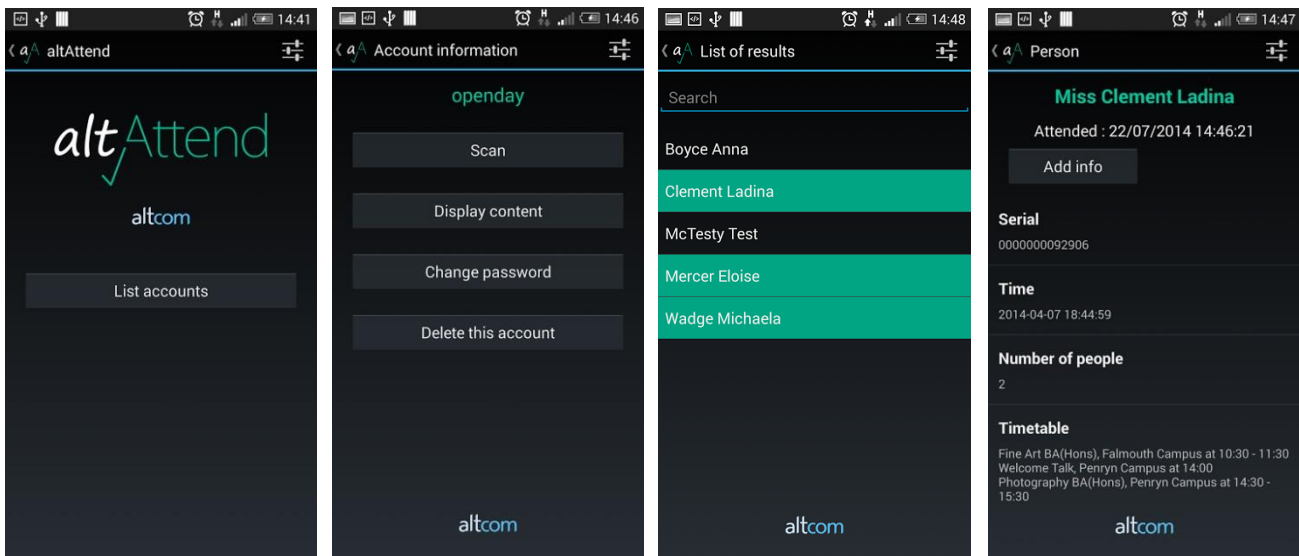 14:41
aA altAttend
altAttend
altcom
List accounts
14:46
aA Account information
openday
Scan
Display content
Change password
Delete this account
altcom
H 14:48
aA List of results
Search
Boyce Anna
Clement Ladina
McTesty Test
Mercer Eloise
Wadge Michaela
altcom
H 14:47
aA Person
Miss Clement Ladina
Attended : 22/07/2014 14:46:21
Add info
Serial
0000000092906
Time
2014-04-07 18:44:59
Number of people
2
Timetable
Fine Art BA(Hons), Falmouth Campus at 10:30 - 11:30
Welcome Talk, Penryn Campus at 14:00
Photography BA(Hons), Penryn Campus at 14:30 -
15:30
altcom